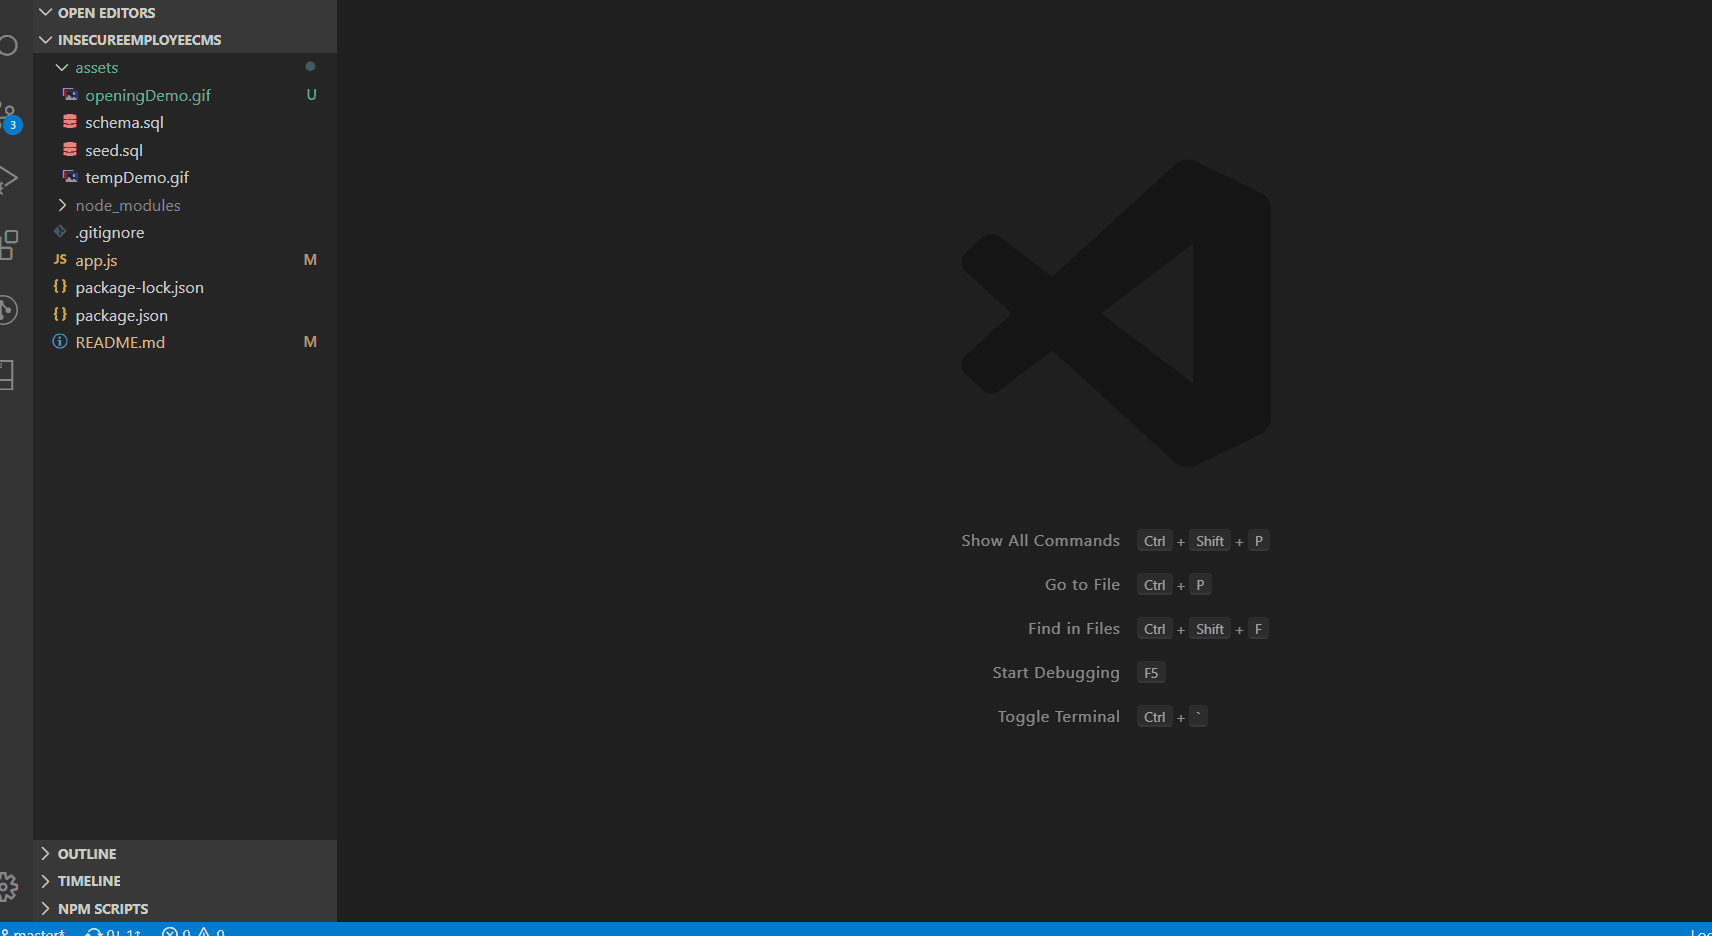 OPEN EDITORS
INSECUREEMPLOYEECMS
assets
openingDemo.gif U
schema.sql
seed.sql
tempDemo.gif
node_modules
.gitignore
JS app.js M
{} package-lock.json
{} package.json
README.md M
3
Show All Commands Ctrl + Shift + P
Go to File Ctrl + P
Find in Files Ctrl + Shift + F
Start Debugging F5
Toggle Terminal Ctrl + `
OUTLINE
TIMELINE
NPM SCRIPTS
master* 0↓ 1↑ 0 0